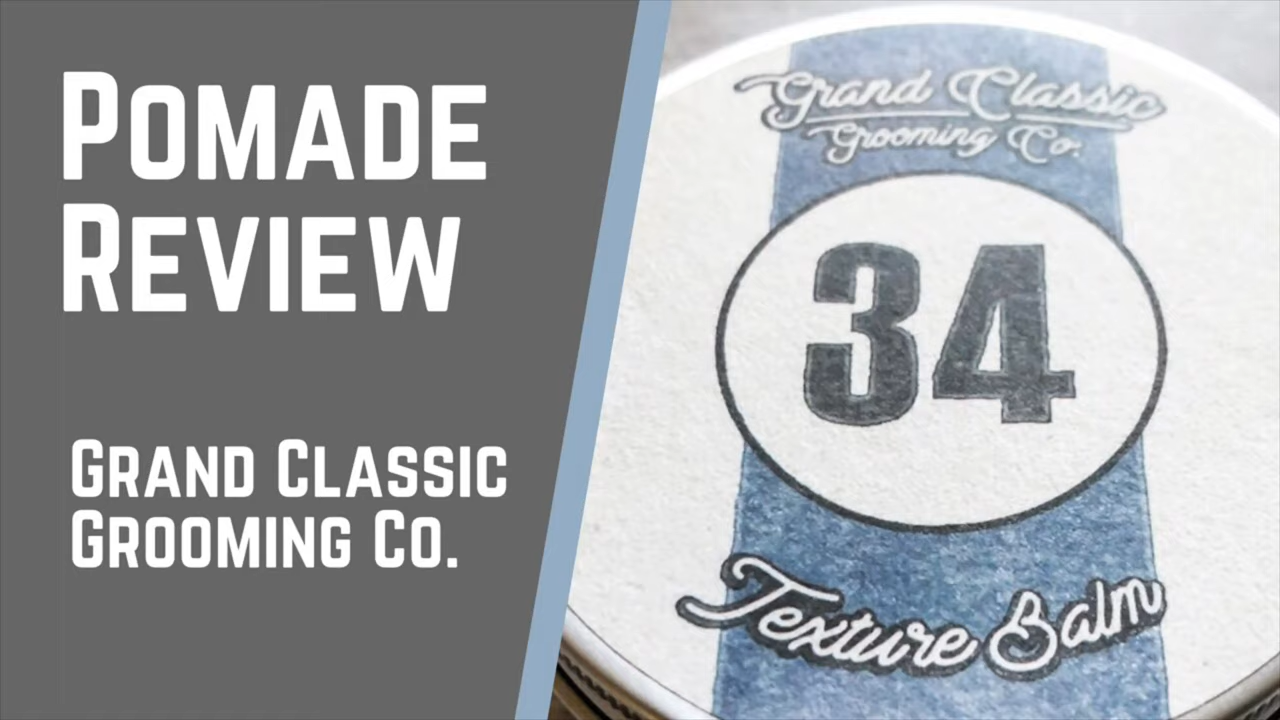 POMADE
REVIEW
GRAND CLASSIC
GROOMING CO.
Grand Classic
Grooming Co.
34
Texture Balm